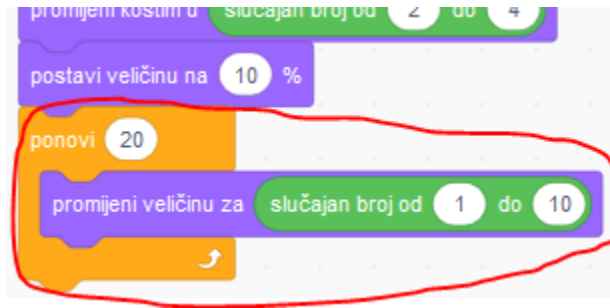 promijeni kostim u slučajan broj od 2 do 4
postavi veličinu na 10 %
ponovi 20
promijeni veličinu za slučajan broj od 1 do 10